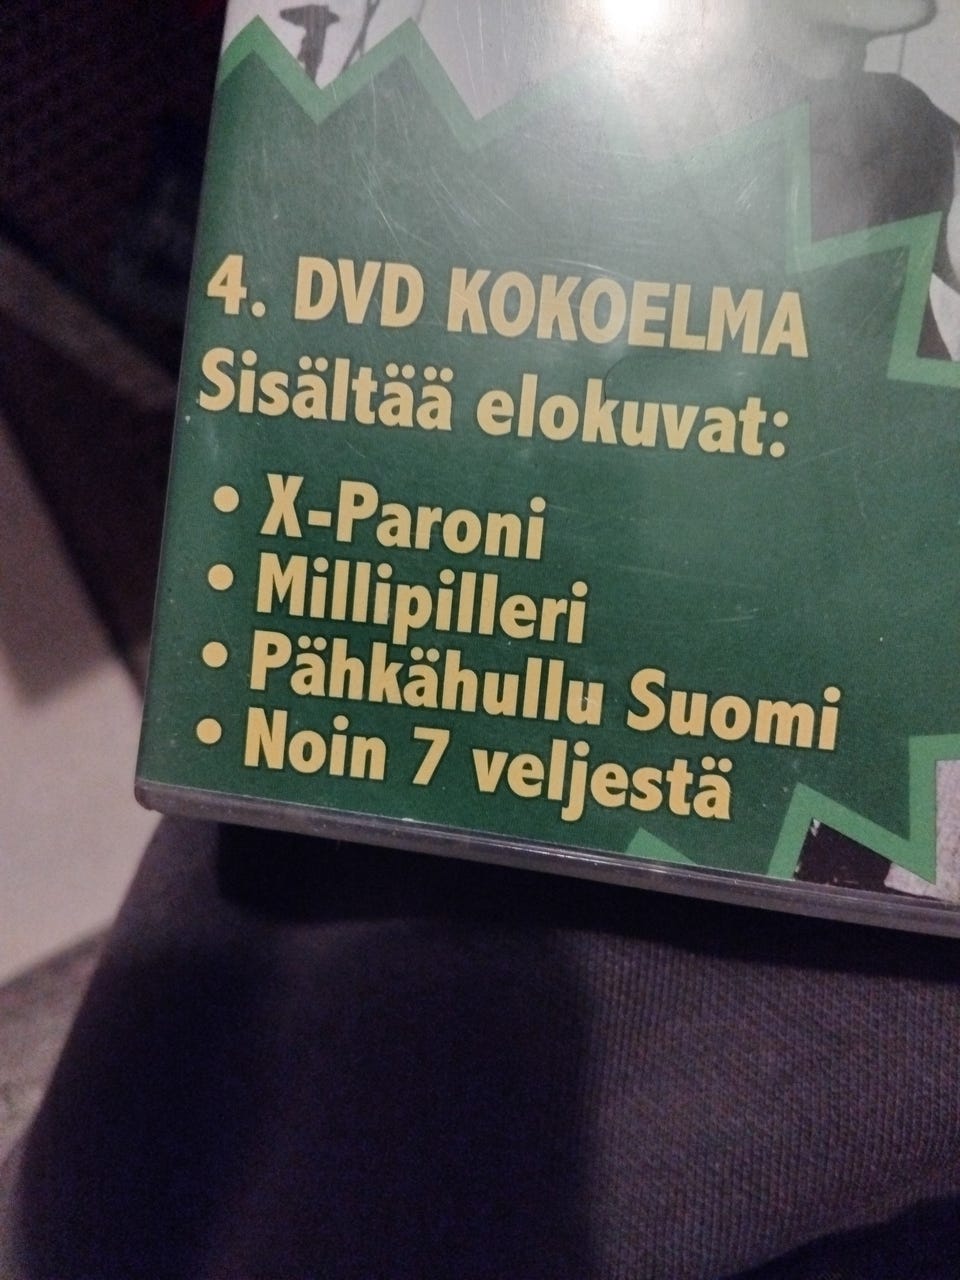 4. DVD KOKOELMA
Sisältää elokuvat:
• X-Paroni
• Millipilleri
• Pähkähullu Suomi
• Noin 7 veljestä